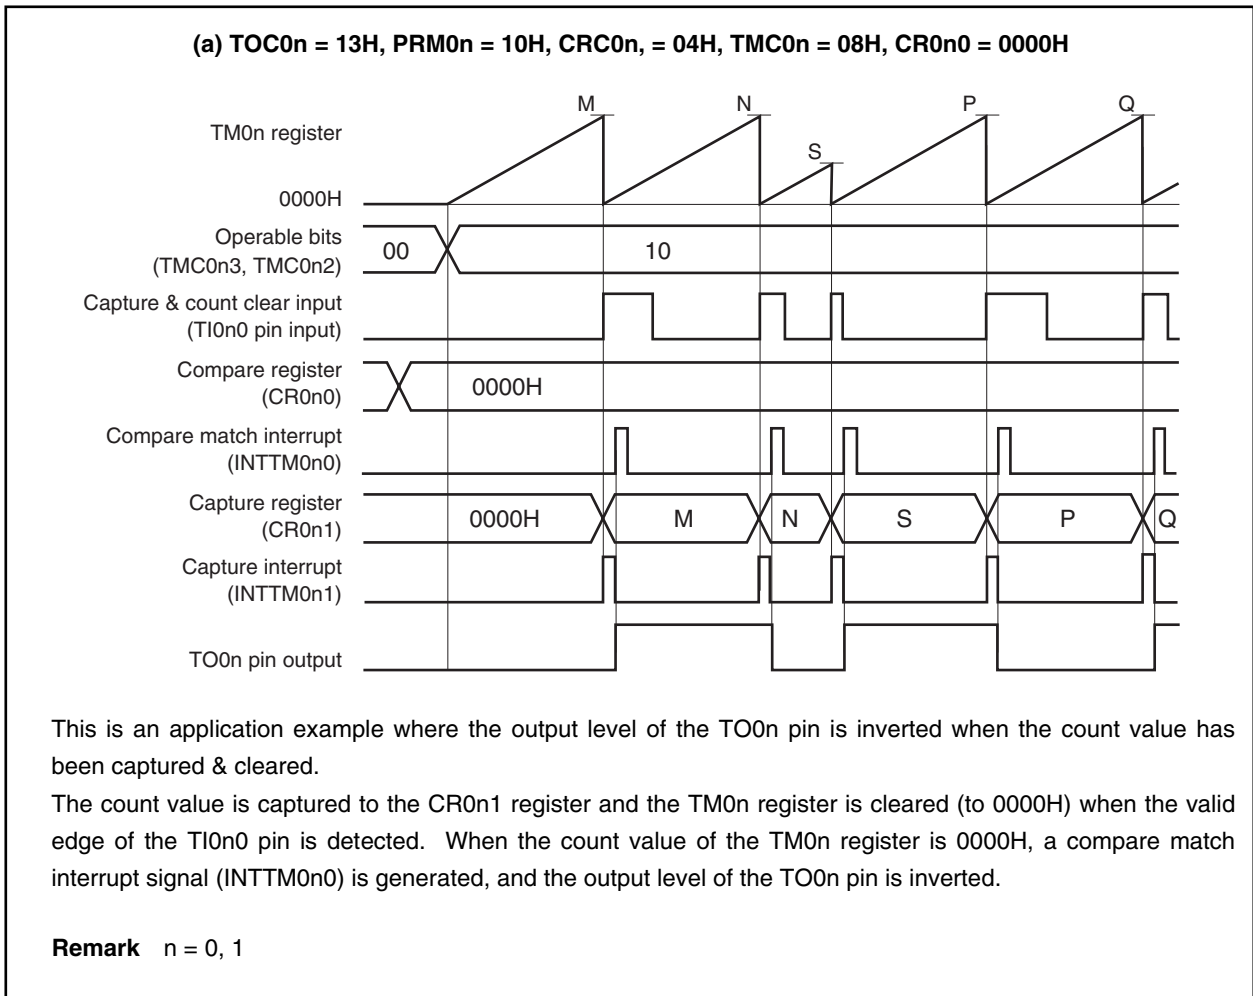 (a) TOC0n = 13H, PRM0n = 10H, CRC0n, = 04H, TMC0n = 08H, CR0n0 = 0000H
M
N
S
P
Q
TM0n register
0000H
Operable bits
(TMC0n3, TMC0n2)
00
10
Capture & count clear input
(TI0n0 pin input)
Compare register
(CR0n0)
0000H
Compare match interrupt
(INTTM0n0)
Capture register
(CR0n1)
0000H
M
N
S
P
Q
Capture interrupt
(INTTM0n1)
TO0n pin output
This is an application example where the output level of the TO0n pin is inverted when the count value has
been captured & cleared.
The count value is captured to the CR0n1 register and the TM0n register is cleared (to 0000H) when the valid
edge of the TI0n0 pin is detected.  When the count value of the TM0n register is 0000H, a compare match
interrupt signal (INTTM0n0) is generated, and the output level of the TO0n pin is inverted.
Remark n = 0, 1